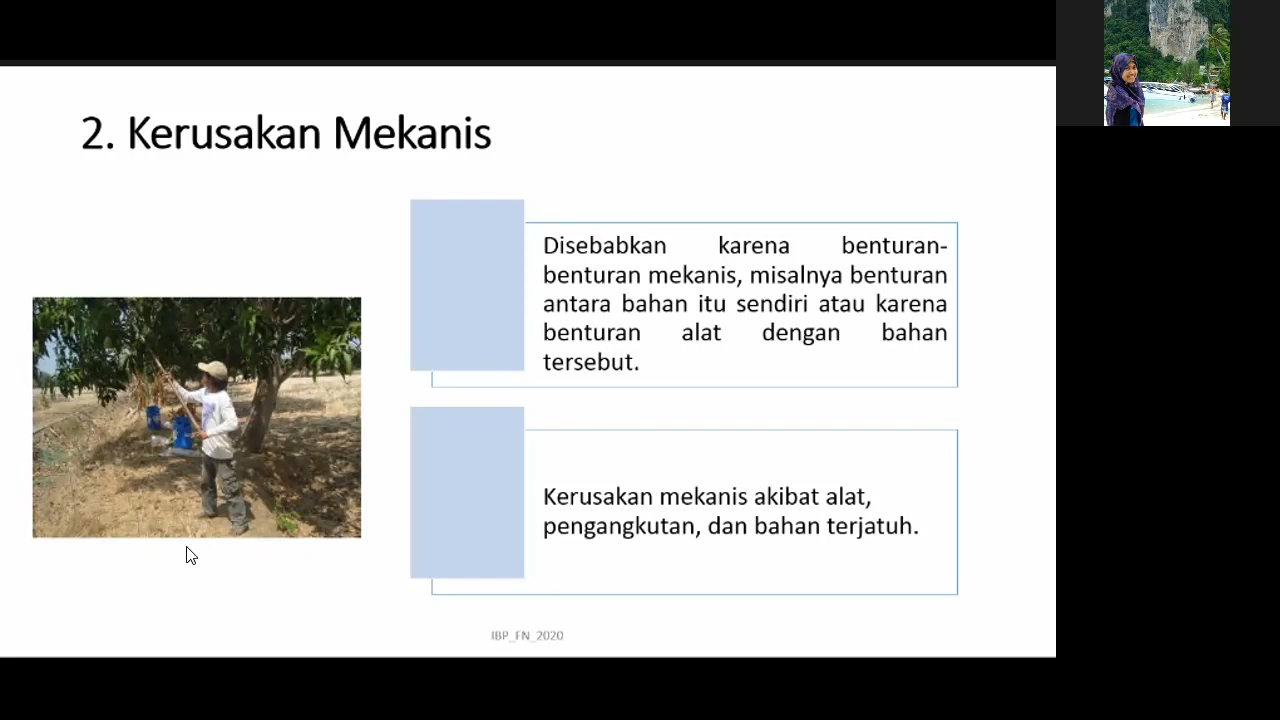 2. Kerusakan Mekanis
Disebabkan karena benturan-
benturan mekanis, misalnya benturan
antara bahan itu sendiri atau karena
benturan alat dengan bahan
tersebut.
Kerusakan mekanis akibat alat,
pengangkutan, dan bahan terjatuh.
IBP_FN_2020